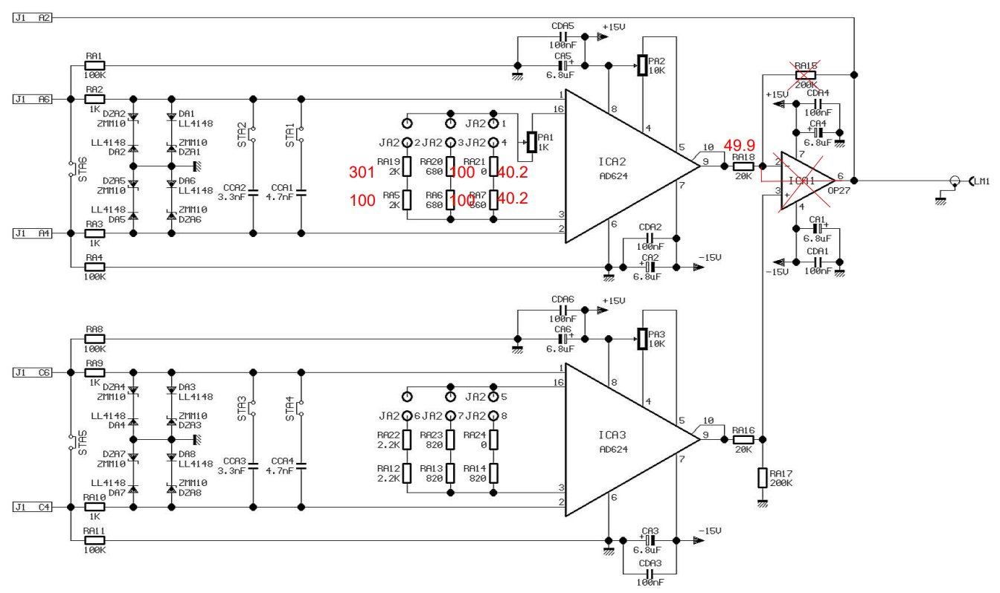 J1 A2
CDA5
+15V
100nF
RA1
100K
CA5
+
6.8uF
PA2
10K
RA15
200K
J1 A6
RA2
1K
1
16
8
+15V
CDA4
100nF
+
CA4
6.8uF
DZA2
ZMM10
DA1
LL4148
STA2
STA1
JA2
1
PA1
1K
4
LL4148
DA2
ZMM10
DZA1
JA2
2
JA2
3
JA2
4
RA19
2K
RA20
680
RA21
0
301
100
40.2
ICA2
AD624
5
10
9
49.9
RA18
20K
7
2
-
ICA1
6
OP27
3
+
4
LM1
STA6
DZA5
ZMM10
DA6
LL4148
CCA2
3.3nF
CCA1
4.7nF
RA5
2K
RA6
680
RA7
560
100
100
40.2
7
LL4148
DA5
ZMM10
DZA6
3
2
6
CDA2
100nF
CA1
+
6.8uF
J1 A4
RA3
1K
RA4
100K
+
CA2
6.8uF
-15V
-15V
CDA1
100nF
CDA6
+15V
100nF
RA8
100K
CA6
+
6.8uF
PA3
10K
J1 C6
RA9
1K
1
16
8
DZA4
ZMM10
DA3
LL4148
STA3
STA4
JA2
5
4
LL4148
DA4
ZMM10
DZA3
JA2
6
JA2
7
JA2
8
RA22
2.2K
RA23
820
RA24
0
ICA3
AD624
5
10
9
RA16
20K
STA5
DZA7
ZMM10
DA8
LL4148
CCA3
3.3nF
CCA4
4.7nF
RA12
2.2K
RA13
820
RA14
820
7
RA17
200K
LL4148
DA7
ZMM10
DZA8
3
2
6
J1 C4
RA10
1K
RA11
100K
+
CA3
6.8uF
-15V
CDA3
100nF